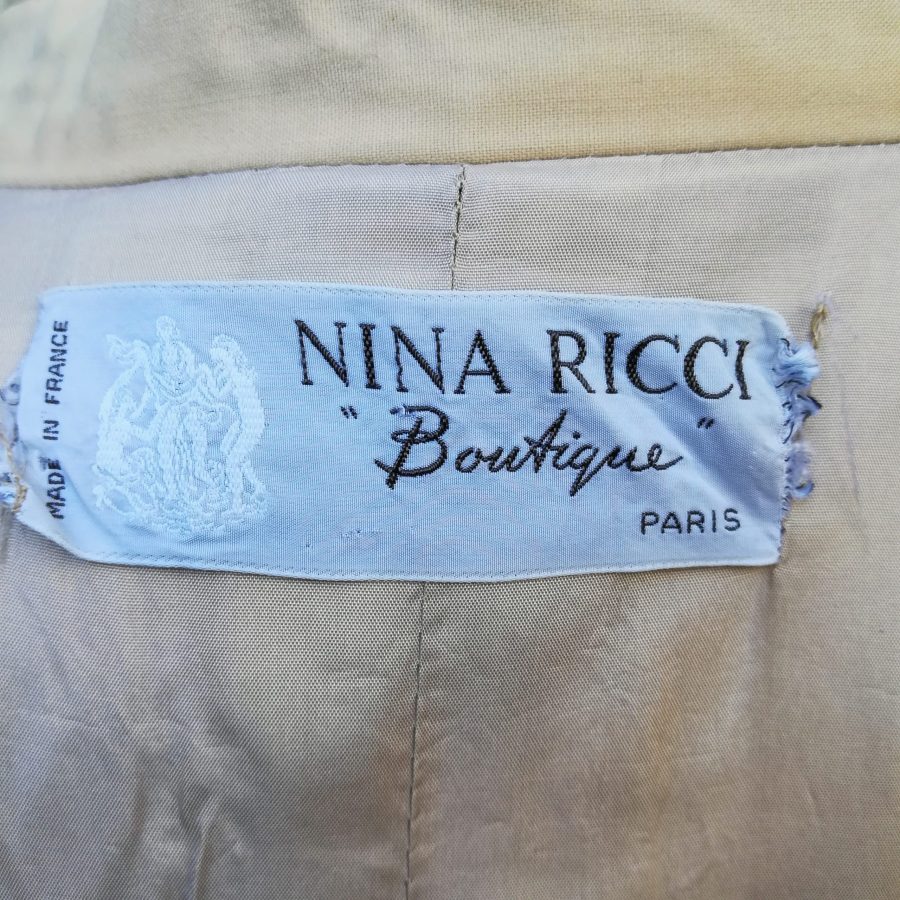 MADE IN FRANCE
NINA RICCI
"Boutique"
PARIS